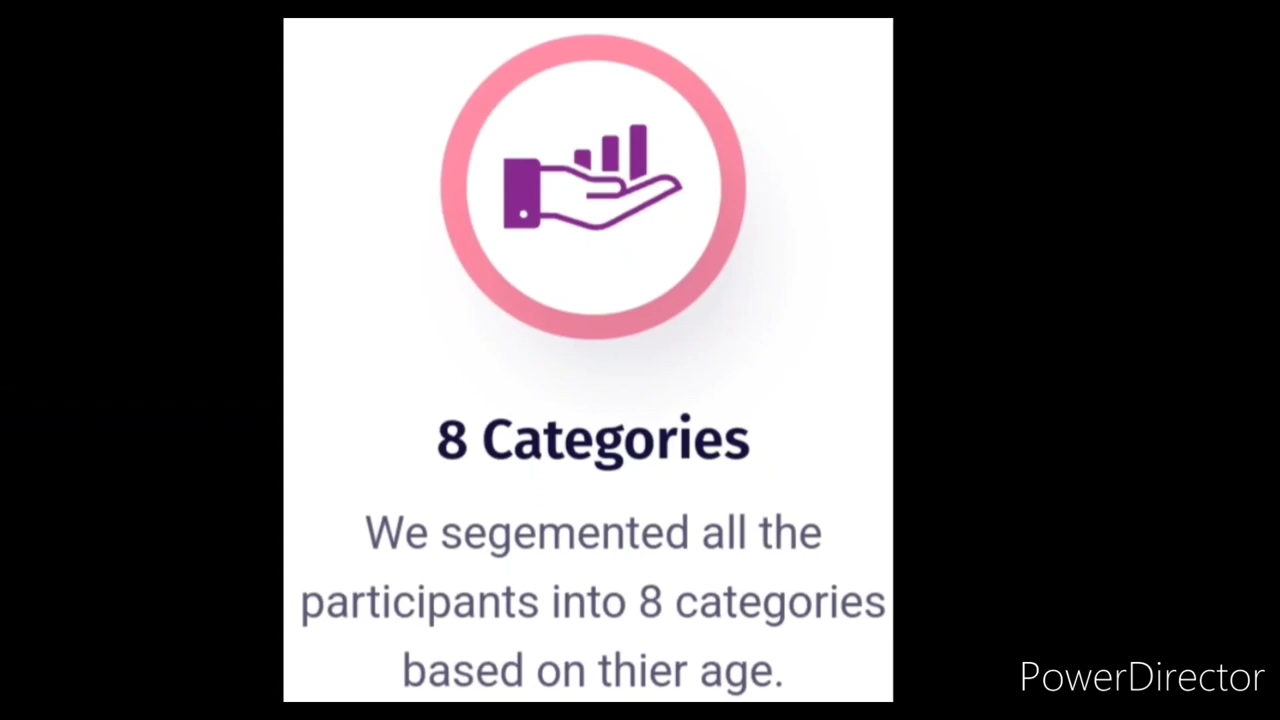 8 Categories
We segemented all the
participants into 8 categories
based on thier age.
PowerDirector